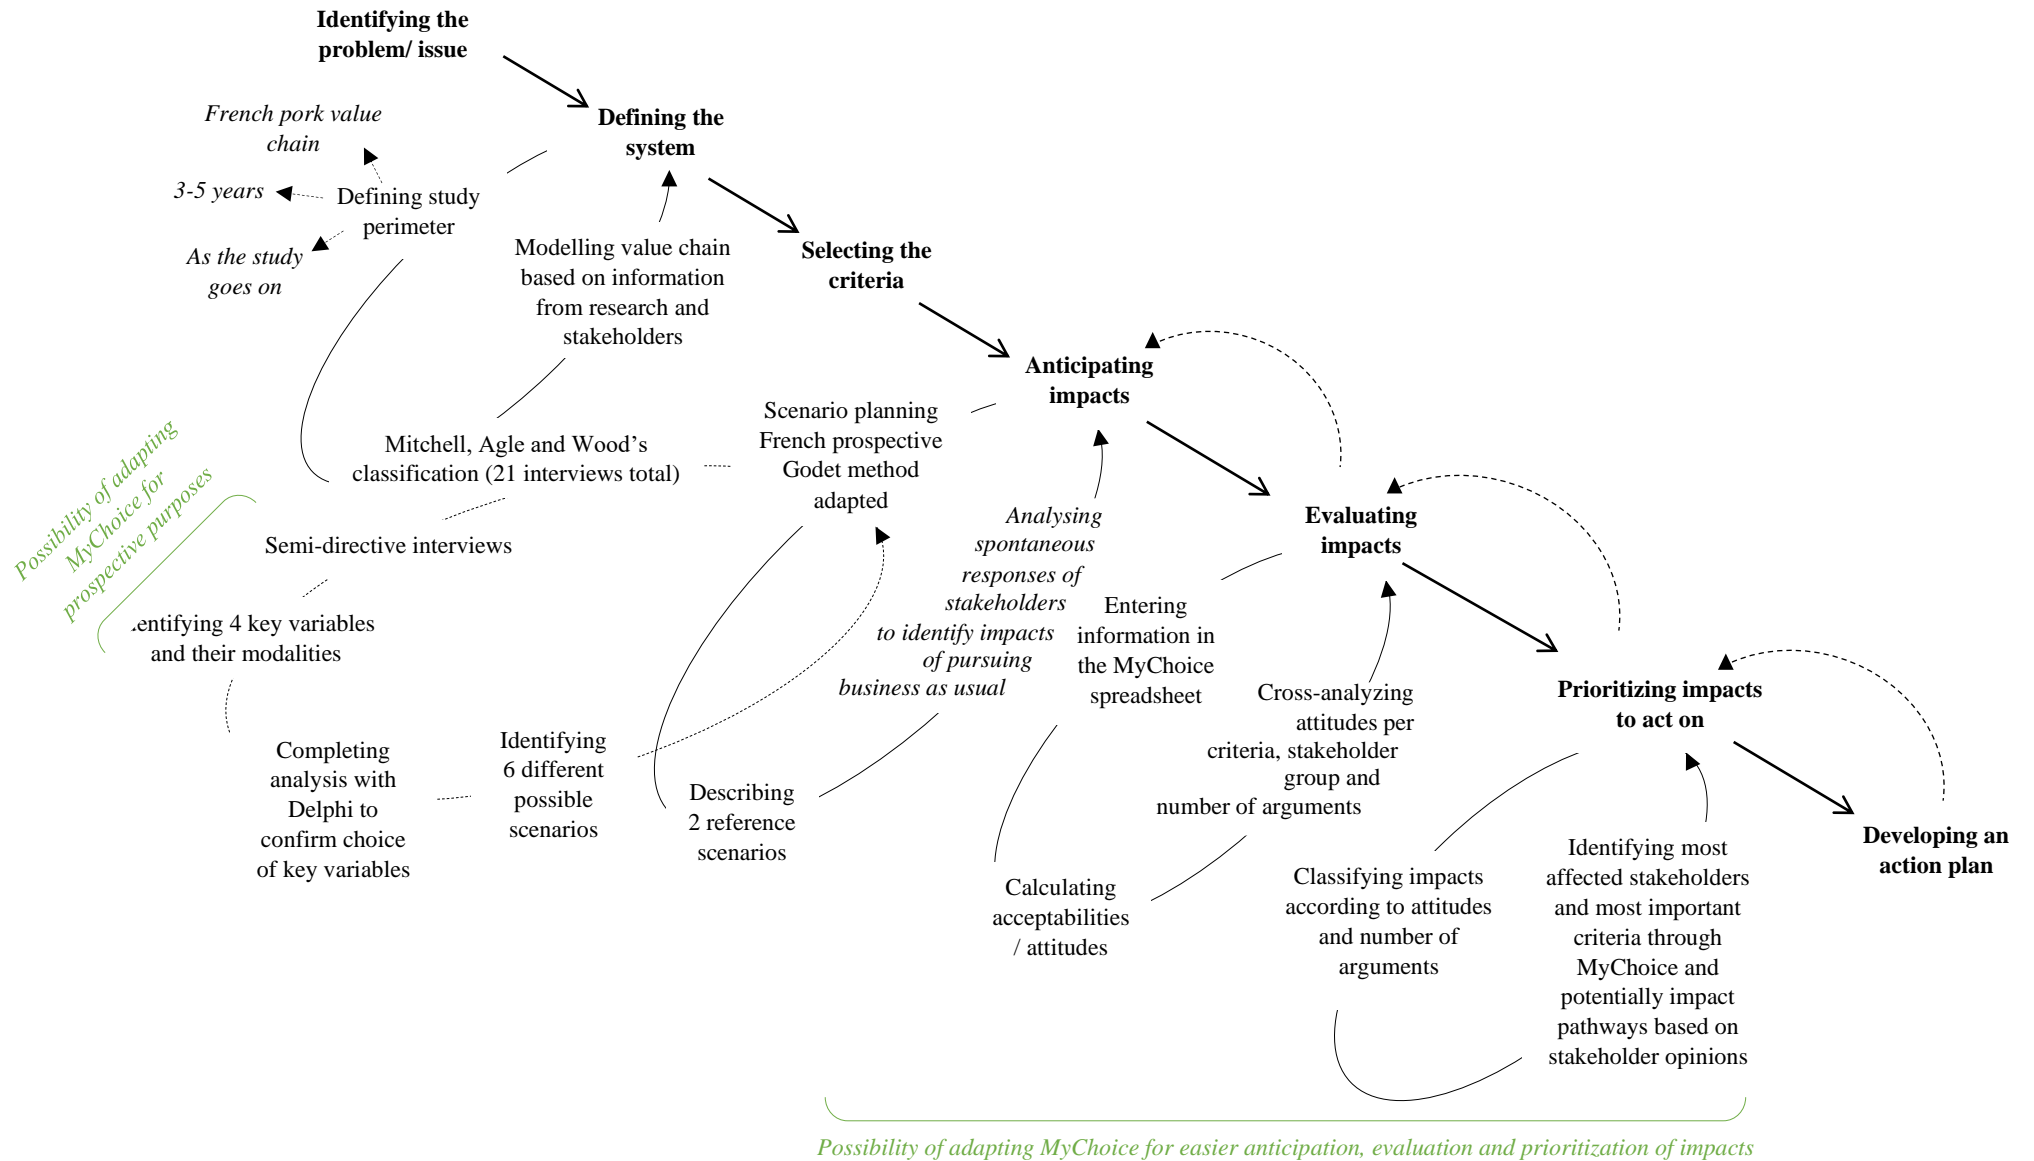 Identifying the
problem/ issue
Defining the
system
French pork value
chain
3-5 years
Defining study
perimeter
As the study
goes on
Modelling value chain
based on information
from research and
stakeholders
Selecting the
criteria
Anticipating
impacts
Scenario planning
French prospective
Godet method
adapted
Mitchell, Agle and Wood's
classification (21 interviews total)
Possibility of adapting
MyChoice for
prospective purposes
Semi-directive interviews
entifying 4 key variables
and their modalities
Completing
analysis with
Delphi to
confirm choice
of key variables
Identifying
6 different
possible
scenarios
Describing
2 reference
scenarios
Analysing
spontaneous
responses of
stakeholders
to identify impacts
of pursuing
business as usual
Evaluating
impacts
Entering
information in
the MyChoice
spreadsheet
Calculating
acceptabilities
/ attitudes
Cross-analyzing
attitudes per
criteria, stakeholder
group and
number of arguments
Prioritizing impacts
to act on
Classifying impacts
according to attitudes
and number of
arguments
Identifying most
affected stakeholders
and most important
criteria through
MyChoice and
potentially impact
pathways based on
stakeholder opinions
Developing an
action plan
Possibility of adapting MyChoice for easier anticipation, evaluation and prioritization of impacts